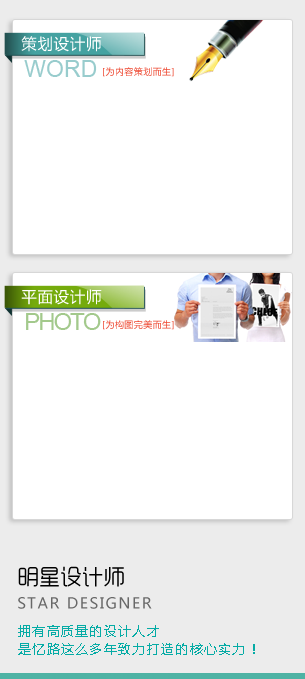 策划设计师
WORD [为内容策划而生]
平面设计师
PHOTO [为构图完美而生]
CHLOE
明星设计师
STAR DESIGNER
拥有高质量的设计人才
是忆路这么多年致力打造的核心实力！